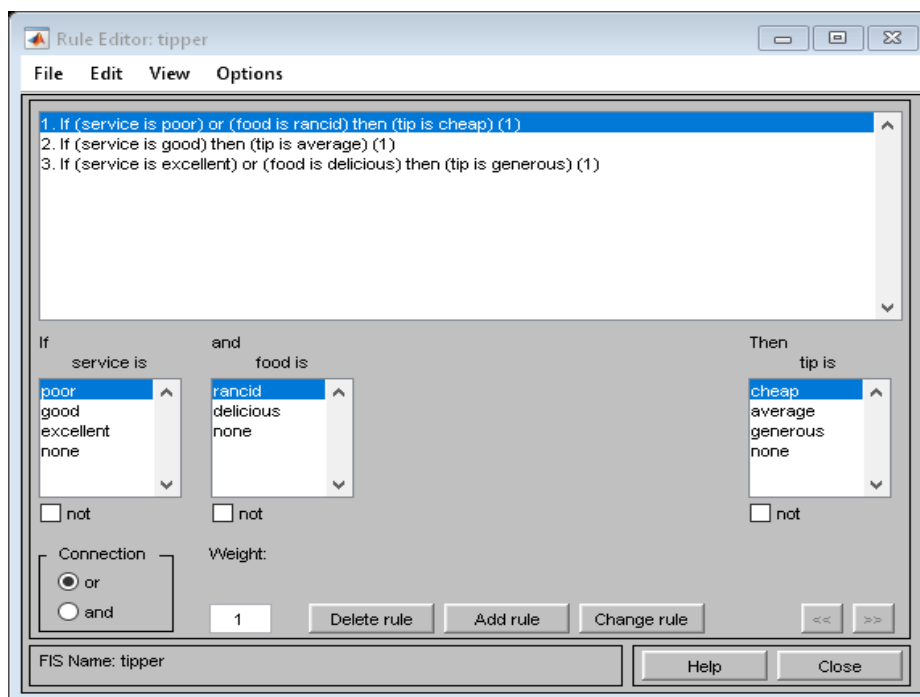 Rule Editor: tipper
File Edit View Options
1. If (service is poor) or (food is rancid) then (tip is cheap) (1)
2. If (service is good) then (tip is average) (1)
3. If (service is excellent) or (food is delicious) then (tip is generous) (1)
If and Then
service is food is tip is
poor rancid cheap
good delicious average
excellent none generous
none none
not not not
Connection Weight:
or
and 1 Delete rule Add rule Change rule << >>
FIS Name: tipper Help Close